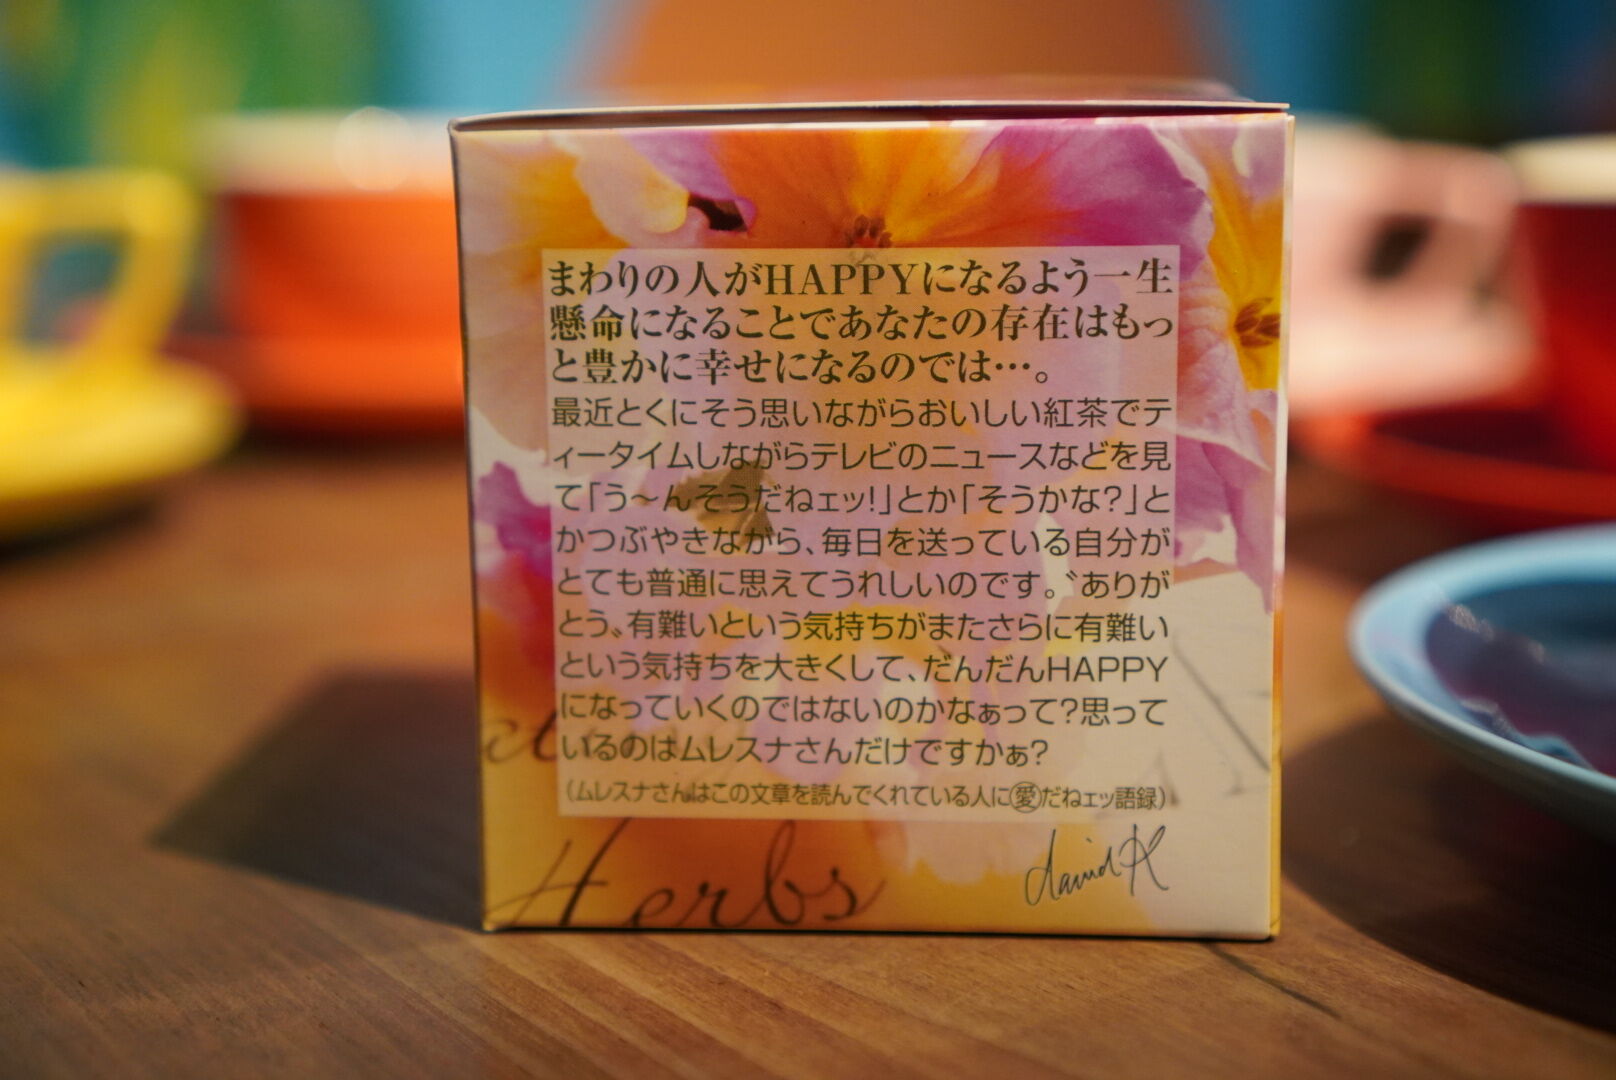 まわりの人がHAPPYになるよう一生
懸命になることであなたの存在はもっ
と豊かに幸せになるのでは…。
最近とくにそう思いながらおいしい紅茶でテ
ィータイムしながらテレビのニュースなどを見
て「う〜んそうだねェッ!」とか「そうかな?」と
かつぶやきながら、毎日を送っている自分が
とても普通に思えてうれしいのです。〝ありが
とう〟有難いという気持ちがまたさらに有難い
という気持ちを大きくして、だんだんHAPPY
になっていくのではないのかなぁって?思って
いるのはムレスナさんだけですかぁ?
(ムレスナさんはこの文章を読んでくれている人に㊝だねェッ語録)
Herbs
david K